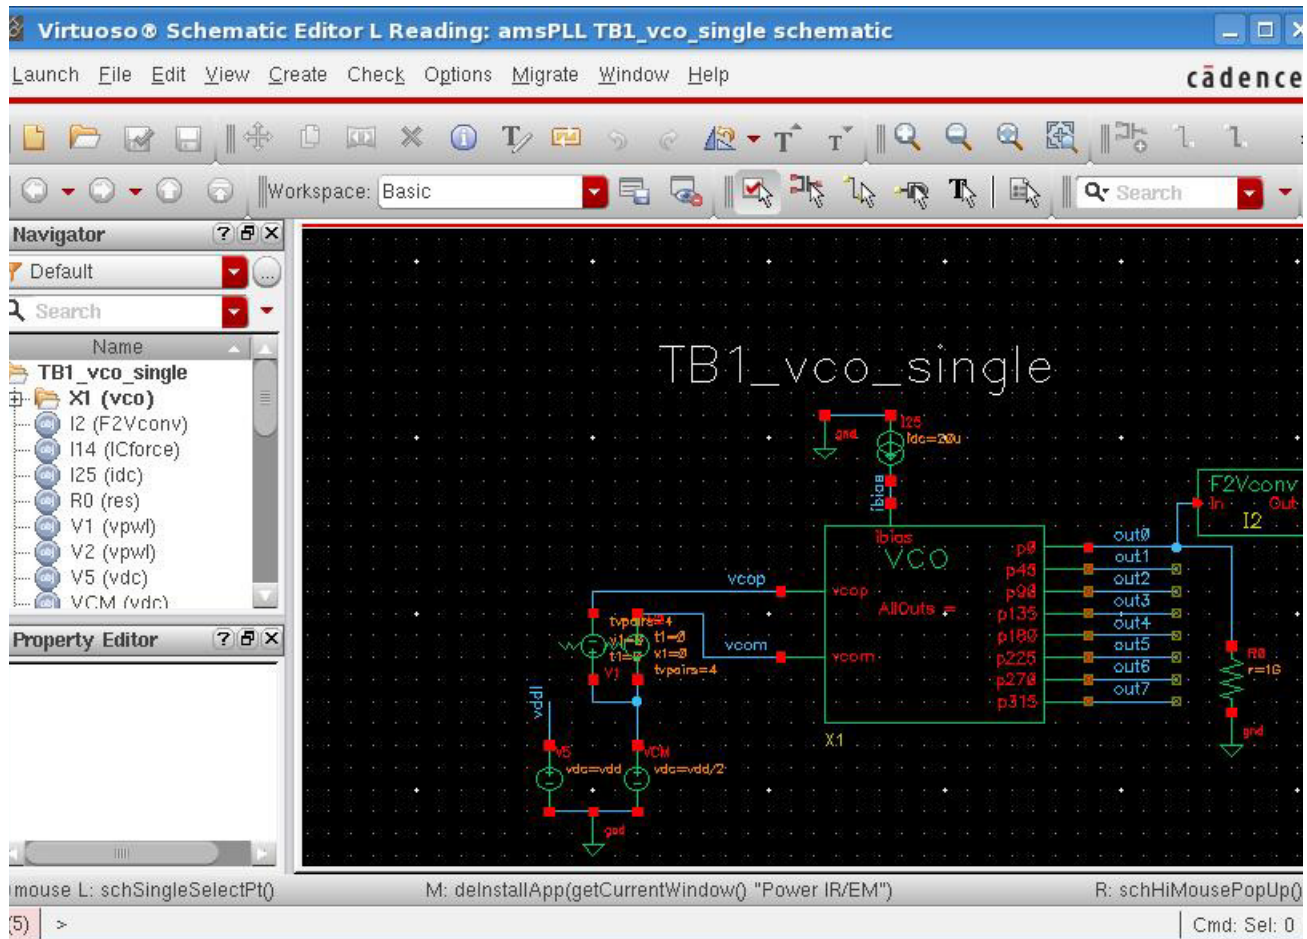 Virtuoso® Schematic Editor L Reading: amsPLL TB1_vco_single schematic
Launch File Edit View Create Check Options Migrate Window Help
cādence
Workspace: Basic
Search
Navigator
Default
Search
Name
TB1_vco_single
X1 (vco)
I2 (F2Vconv)
I14 (ICforce)
I25 (idc)
R0 (res)
V1 (vpwl)
V2 (vpwl)
V5 (vdc)
VCM (vdc)
Property Editor
TB1_vco_single
I25
gnd
idc=20u
ibias
F2Vconv
In Out
I2
ibias
VCO
AllOuts =
vcop
vcop
vcom
vcom
p0
p45
p90
p135
p180
p225
p270
p315
out0
out1
out2
out3
out4
out5
out6
out7
R0
r=1G
gnd
tvpairs=4
t1=0
v1=0
t1=0
tvpairs=4
V1
X1
vdd!
V5
vdc=vdd
VCM
vdc=vdd/2
gnd
mouse L: schSingleSelectPt() M: deInstallApp(getCurrentWindow() "Power IR/EM") R: schHiMousePopUp()
(5) > Cmd: Sel: 0